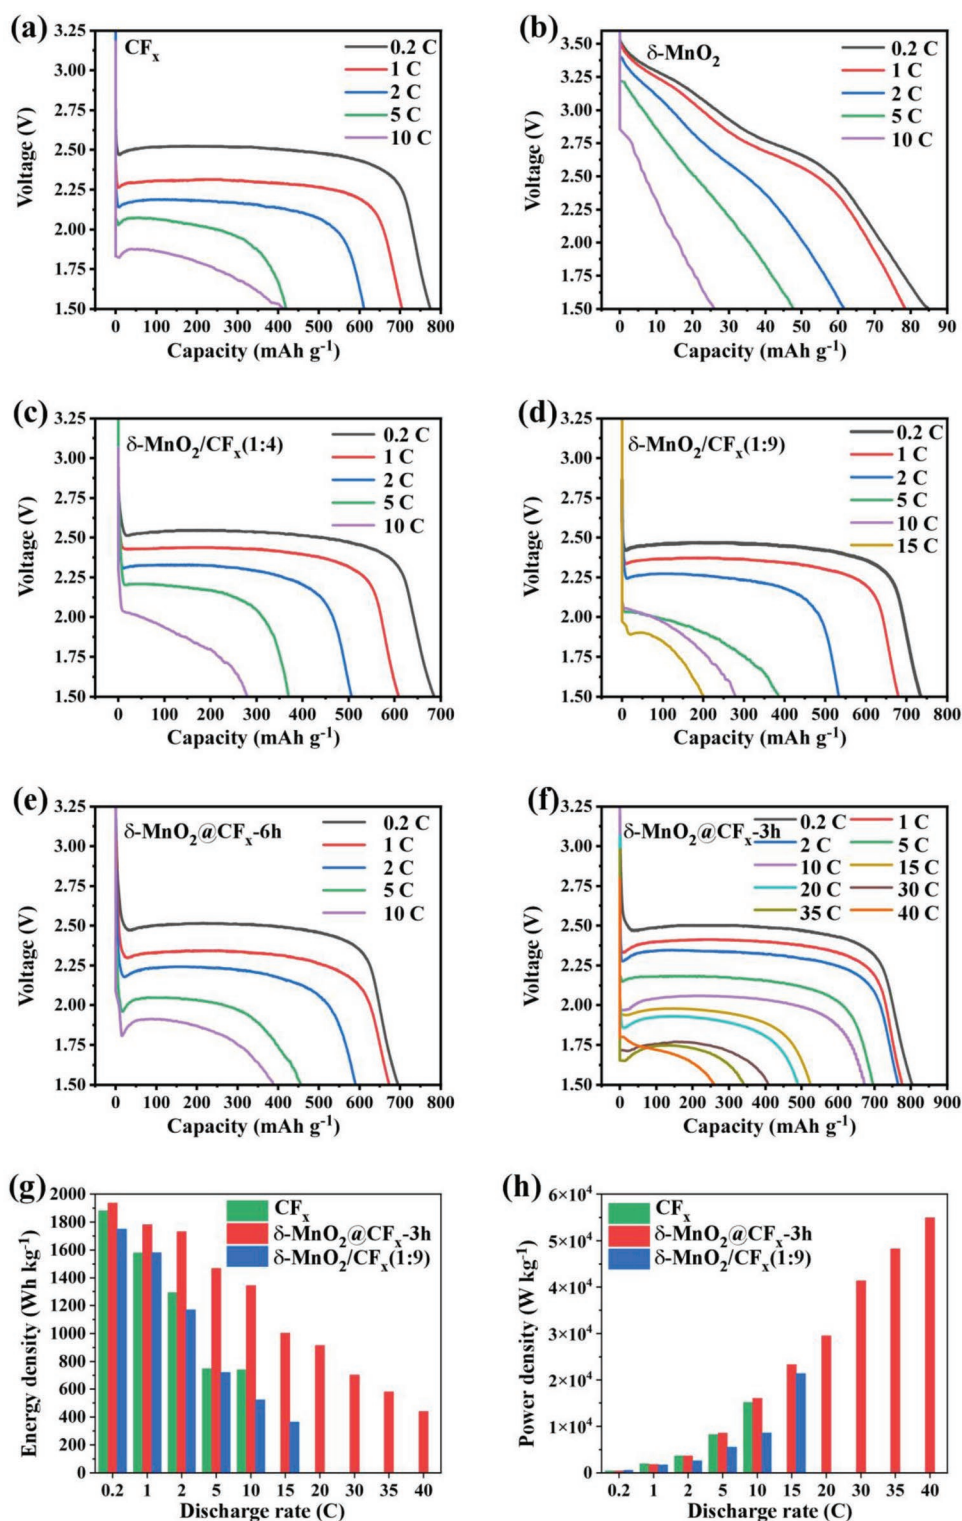 (a)
CFx
0.2 C
1 C
2 C
5 C
10 C
3.25
3.00
2.75
2.50
2.25
2.00
1.75
1.50
Voltage (V)
0 100 200 300 400 500 600 700 800
Capacity (mAh g-1)
(b)
δ-MnO2
0.2 C
1 C
2 C
5 C
10 C
3.50
3.25
3.00
2.75
2.50
2.25
2.00
1.75
1.50
Voltage (V)
0 10 20 30 40 50 60 70 80 90
Capacity (mAh g-1)
(c)
δ-MnO2/CFx(1:4)
0.2 C
1 C
2 C
5 C
10 C
3.25
3.00
2.75
2.50
2.25
2.00
1.75
1.50
Voltage (V)
0 100 200 300 400 500 600 700
Capacity (mAh g-1)
(d)
δ-MnO2/CFx(1:9)
0.2 C
1 C
2 C
5 C
10 C
15 C
3.25
3.00
2.75
2.50
2.25
2.00
1.75
1.50
Voltage (V)
0 100 200 300 400 500 600 700 800
Capacity (mAh g-1)
(e)
δ-MnO2@CFx-6h
0.2 C
1 C
2 C
5 C
10 C
3.25
3.00
2.75
2.50
2.25
2.00
1.75
1.50
Voltage (V)
0 100 200 300 400 500 600 700 800
Capacity (mAh g-1)
(f)
δ-MnO2@CFx-3h
0.2 C 1 C
2 C 5 C
10 C 15 C
20 C 30 C
35 C 40 C
3.25
3.00
2.75
2.50
2.25
2.00
1.75
1.50
Voltage (V)
0 100 200 300 400 500 600 700 800 900
Capacity (mAh g-1)
(g)
CFx
δ-MnO2@CFx-3h
δ-MnO2/CFx(1:9)
2000
1800
1600
1400
1200
1000
800
600
400
200
0
Energy density (Wh kg-1)
0.2 1 2 5 10 15 20 30 35 40
Discharge rate (C)
(h)
CFx
δ-MnO2@CFx-3h
δ-MnO2/CFx(1:9)
6×10^4
5×10^4
4×10^4
3×10^4
2×10^4
1×10^4
0
Power density (W kg-1)
0.2 1 2 5 10 15 20 30 35 40
Discharge rate (C)